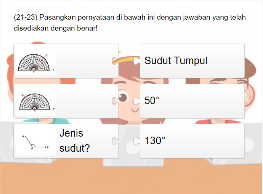 (21-23) Pasangkan pernyataan di bawah ini dengan jawaban yang telah
disediakan dengan benar!
Sudut Tumpul
50°
Jenis
sudut?
130°